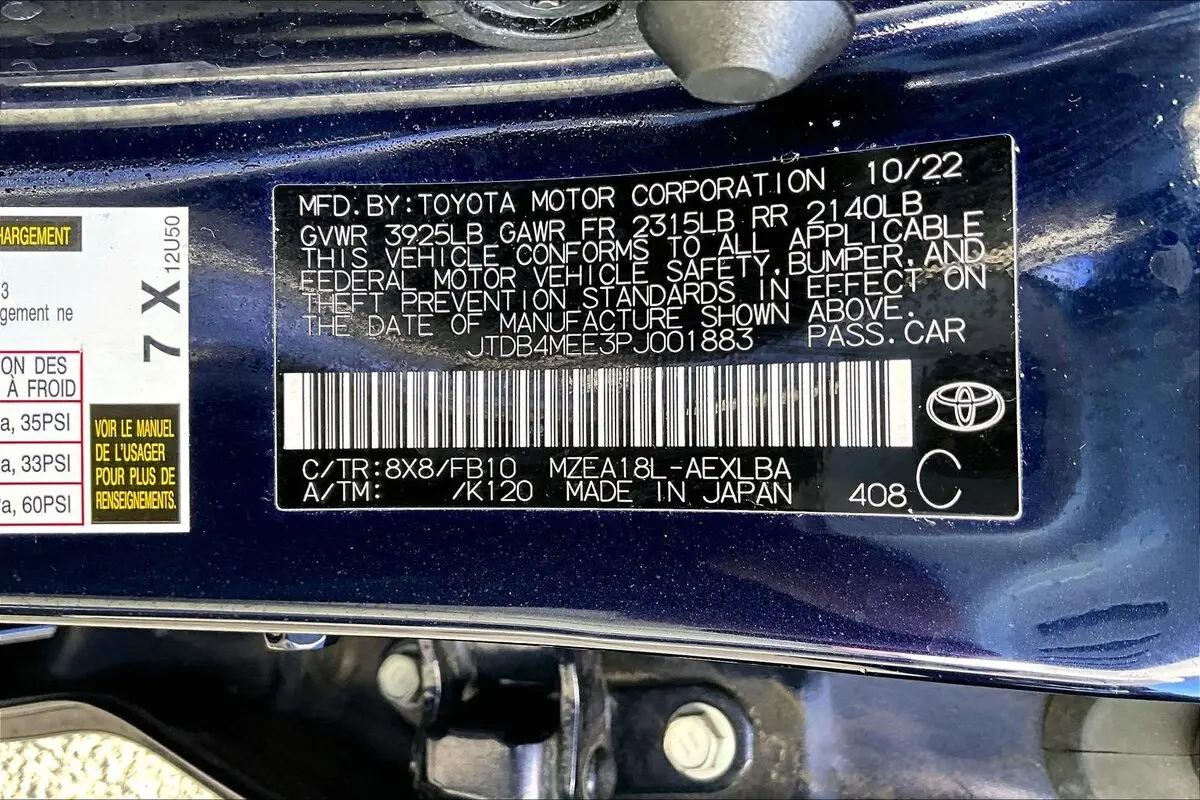 HARGEMENT
3
gement ne
7 X
12U50
ON DES
À FROID
a, 35PSI
a, 33PSI
a, 60PSI
VOIR LE MANUEL
DE L'USAGER
POUR PLUS DE
RENSEIGNEMENTS.
MFD.BY:TOYOTA MOTOR CORPORATION 10/22
GVWR 3925LB GAWR FR 2315LB RR 2140LB
THIS VEHICLE CONFORMS TO ALL APPLICABLE
FEDERAL MOTOR VEHICLE SAFETY,BUMPER,AND
THEFT PREVENTION STANDARDS IN EFFECT ON
THE DATE OF MANUFACTURE SHOWN ABOVE.
JTDB4MEE3PJ001883 PASS.CAR
C/TR:8X8/FB10 MZEA18L-AEXLBA
A/TM: /K120 MADE IN JAPAN 408 C